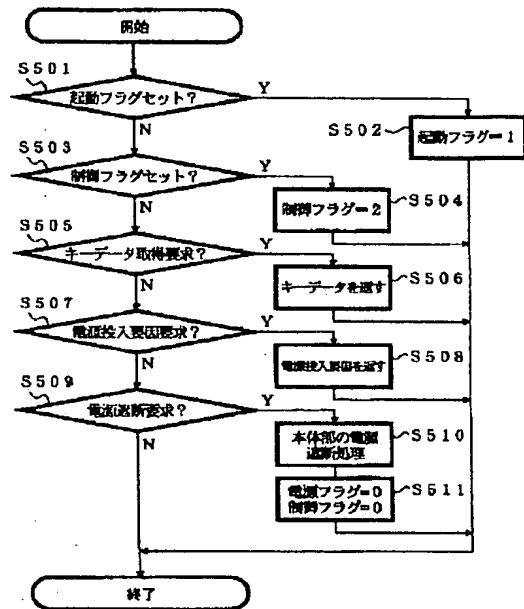 開始
S501
起動フラグセット?
Y
N
S502
起動フラグ=1
S503
制御フラグセット?
Y
N
S504
制御フラグ=2
S505
キーデータ取得要求?
Y
N
S506
キーデータを返す
S507
電源投入要因要求?
Y
N
S508
電源投入要因を返す
S509
電源遮断要求?
Y
N
S510
本体部の電源
遮断処理
S511
電源フラグ=0
制御フラグ=0
終了